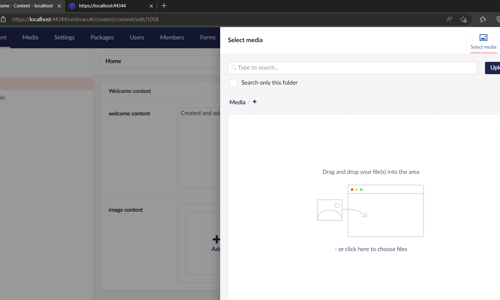 ome - Content - localhost
https://localhost:44344
https://localhost:44344/umbraco#/content/content/edit/1058
ent Media Settings Packages Users Members Forms
Select media
Select media
Type to search...
Upl
Search only this folder
Home
Media / +
Welcome context
welcome content
Created and add
in
Drag and drop your file(s) into the area
image content
Add
- or click here to choose files